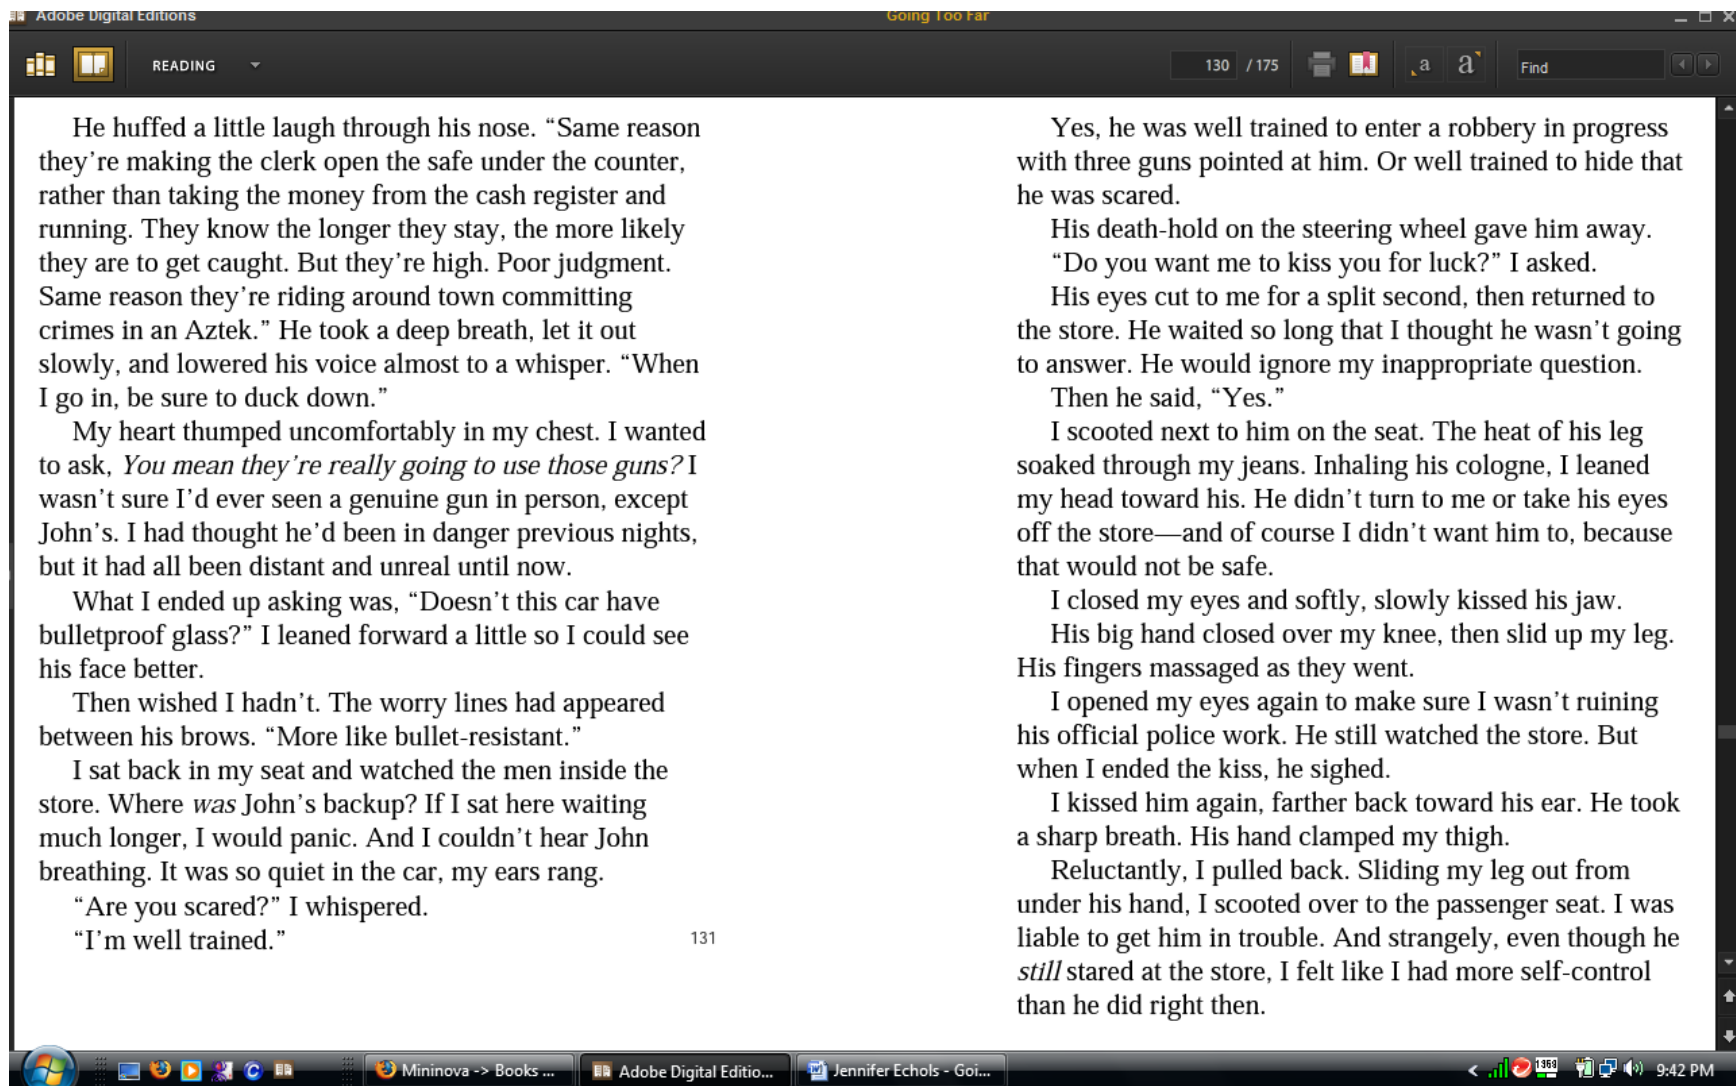 Adobe Digital Editions
Going Too Far
READING
130 / 175
a
a
Find
He huffed a little laugh through his nose. “Same reason
they’re making the clerk open the safe under the counter,
rather than taking the money from the cash register and
running. They know the longer they stay, the more likely
they are to get caught. But they’re high. Poor judgment.
Same reason they’re riding around town committing
crimes in an Aztek.” He took a deep breath, let it out
slowly, and lowered his voice almost to a whisper. “When
I go in, be sure to duck down.”
My heart thumped uncomfortably in my chest. I wanted
to ask, You mean they’re really going to use those guns? I
wasn’t sure I’d ever seen a genuine gun in person, except
John’s. I had thought he’d been in danger previous nights,
but it had all been distant and unreal until now.
What I ended up asking was, “Doesn’t this car have
bulletproof glass?” I leaned forward a little so I could see
his face better.
Then wished I hadn’t. The worry lines had appeared
between his brows. “More like bullet-resistant.”
I sat back in my seat and watched the men inside the
store. Where was John’s backup? If I sat here waiting
much longer, I would panic. And I couldn’t hear John
breathing. It was so quiet in the car, my ears rang.
“Are you scared?” I whispered.
“I’m well trained.”
131
Yes, he was well trained to enter a robbery in progress
with three guns pointed at him. Or well trained to hide that
he was scared.
His death-hold on the steering wheel gave him away.
“Do you want me to kiss you for luck?” I asked.
His eyes cut to me for a split second, then returned to
the store. He waited so long that I thought he wasn’t going
to answer. He would ignore my inappropriate question.
Then he said, “Yes.”
I scooted next to him on the seat. The heat of his leg
soaked through my jeans. Inhaling his cologne, I leaned
my head toward his. He didn’t turn to me or take his eyes
off the store—and of course I didn’t want him to, because
that would not be safe.
I closed my eyes and softly, slowly kissed his jaw.
His big hand closed over my knee, then slid up my leg.
His fingers massaged as they went.
I opened my eyes again to make sure I wasn’t ruining
his official police work. He still watched the store. But
when I ended the kiss, he sighed.
I kissed him again, farther back toward his ear. He took
a sharp breath. His hand clamped my thigh.
Reluctantly, I pulled back. Sliding my leg out from
under his hand, I scooted over to the passenger seat. I was
liable to get him in trouble. And strangely, even though he
still stared at the store, I felt like I had more self-control
than he did right then.
Mininova -> Books ...
Adobe Digital Editio...
Jennifer Echols - Goi...
9:42 PM